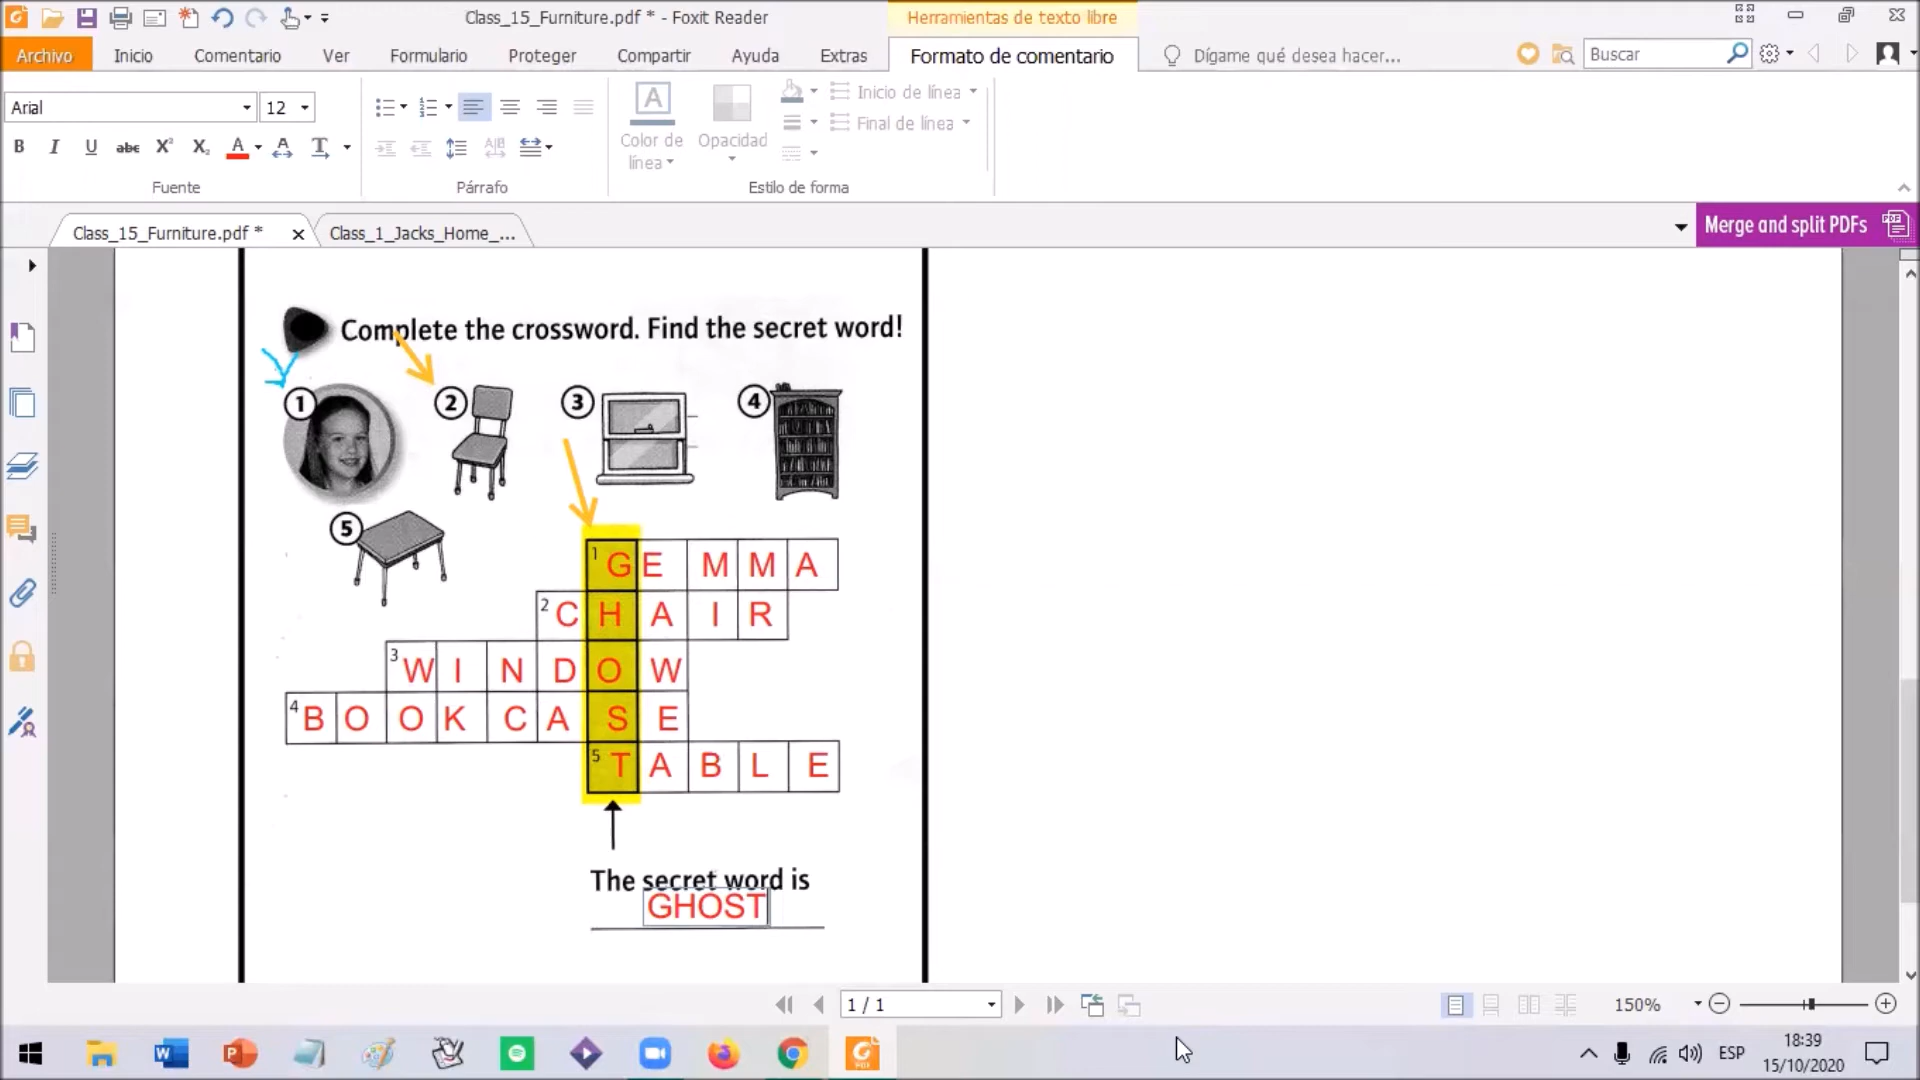 Class_15_Furniture.pdf * - Foxit Reader
Herramientas de texto libre
Archivo Inicio Comentario Ver Formulario Proteger Compartir Ayuda Extras Formato de comentario Dígame qué desea hacer... Buscar
Arial 12
Inicio de línea
Final de línea
Color de línea
Opacidad
B I U abc X² X₂ A A T
Fuente Párrafo Estilo de forma
Class_15_Furniture.pdf * Class_1_Jacks_Home_... Merge and split PDFs
Complete the crossword. Find the secret word!
1 2 3 4
5
1 G E M M A
2 C H A I R
3 W I N D O W
4 B O O K C A S E
5 T A B L E
The secret word is
GHOST
1 / 1 150%
18:39
ESP
15/10/2020